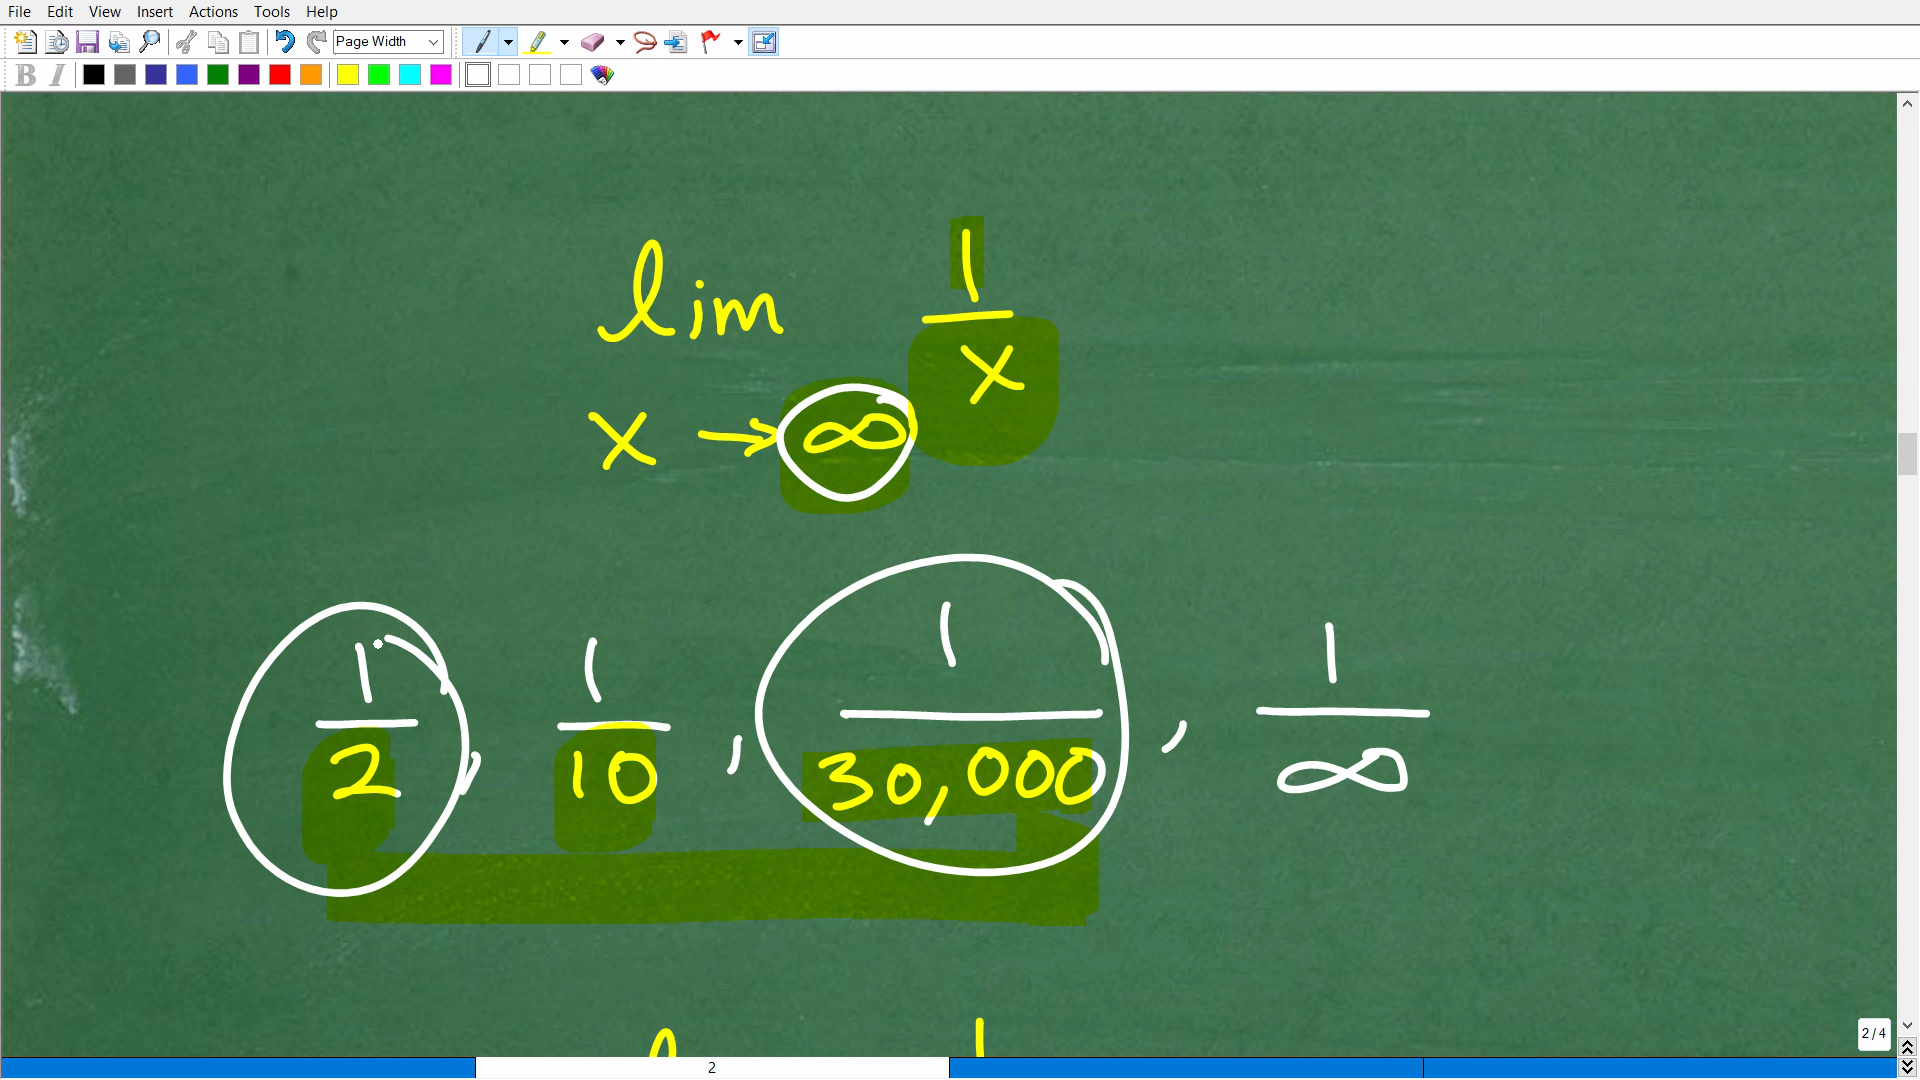 File Edit View Insert Actions Tools Help
Page Width
B I
lim 1/x
x → ∞
1/2, 1/10, 1/30,000, 1/∞
2 / 4
2